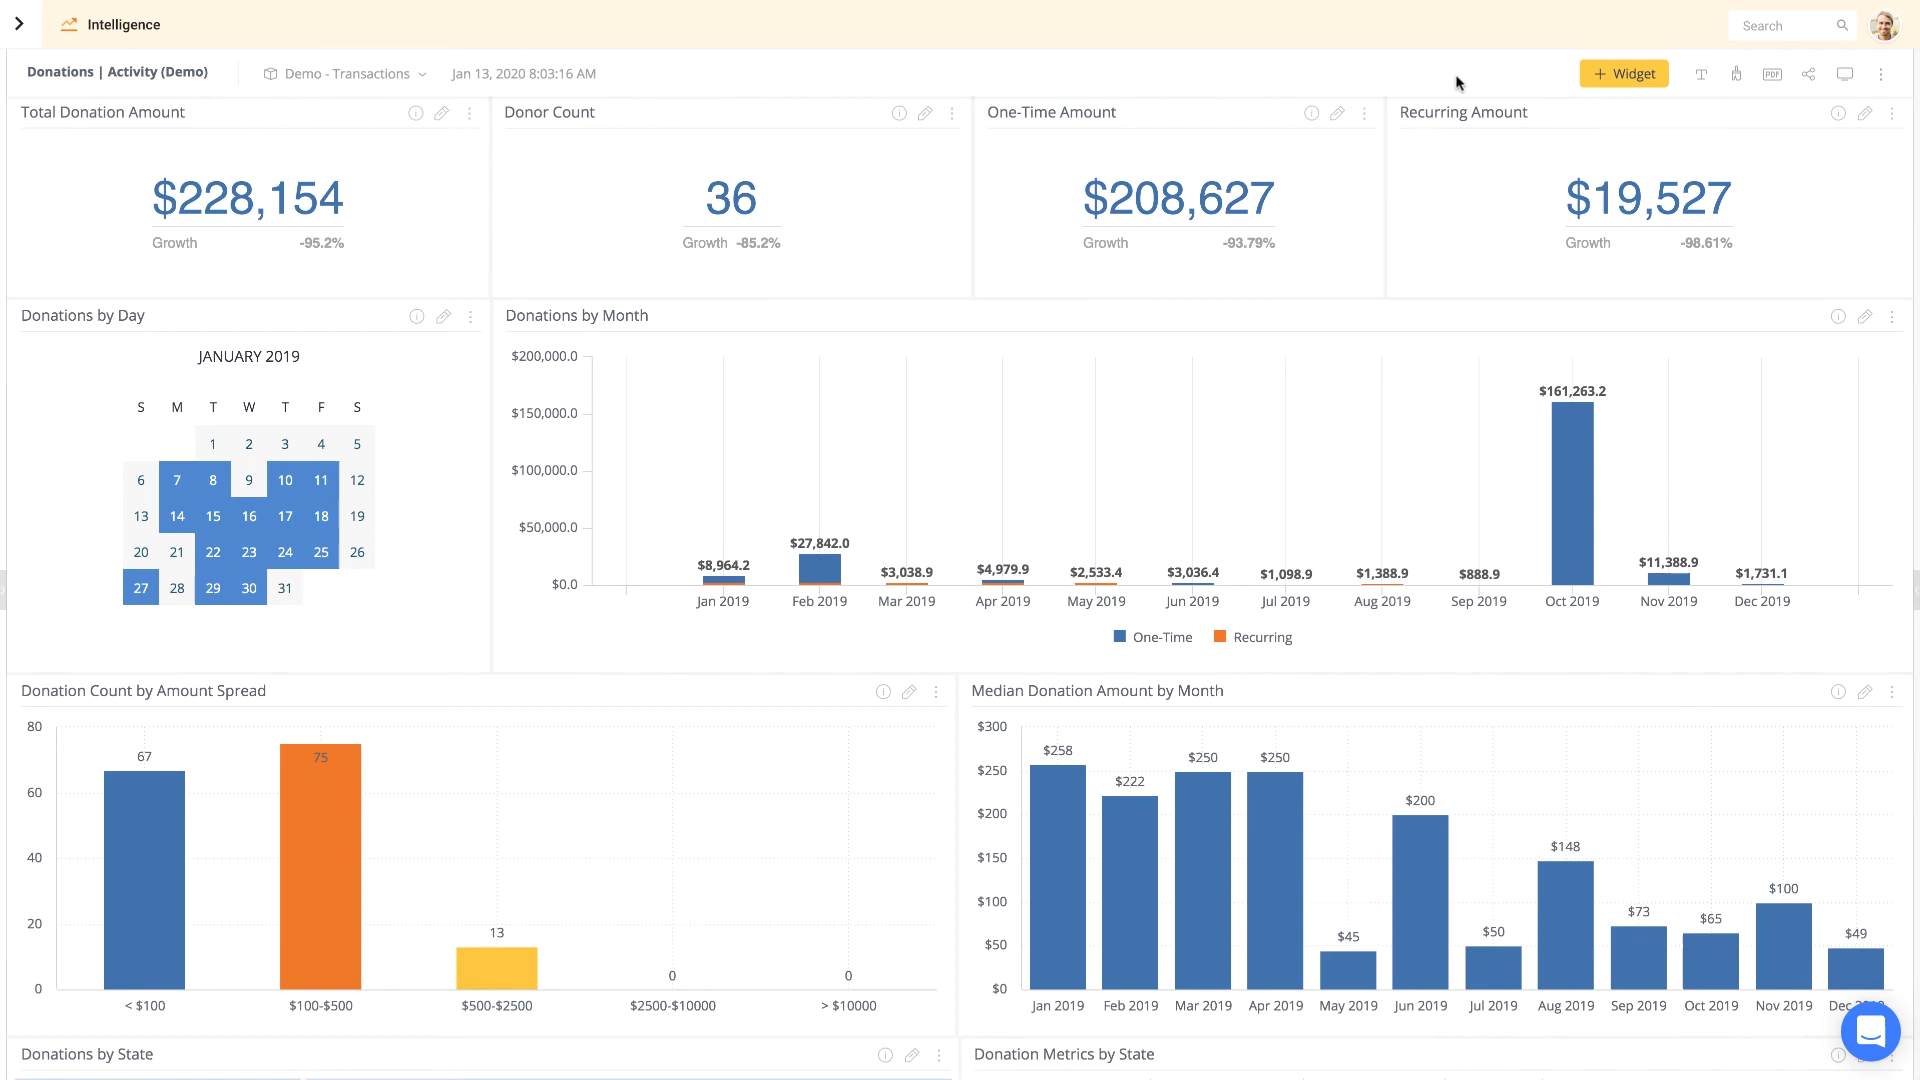 Intelligence
Search
Donations | Activity (Demo)
Demo - Transactions
Jan 13, 2020 8:03:16 AM
+ Widget
PDF
Total Donation Amount
Donor Count
One-Time Amount
Recurring Amount
$228,154
36
$208,627
$19,527
Growth -95.2%
Growth -85.2%
Growth -93.79%
Growth -98.61%
Donations by Day
JANUARY 2019
S M T W T F S
1 2 3 4 5
6 7 8 9 10 11 12
13 14 15 16 17 18 19
20 21 22 23 24 25 26
27 28 29 30 31
Donations by Month
$200,000.0
$150,000.0
$100,000.0
$50,000.0
$0.0
$8,964.2
$27,842.0
$3,038.9
$4,979.9
$2,533.4
$3,036.4
$1,098.9
$1,388.9
$888.9
$161,263.2
$11,388.9
$1,731.1
Jan 2019 Feb 2019 Mar 2019 Apr 2019 May 2019 Jun 2019 Jul 2019 Aug 2019 Sep 2019 Oct 2019 Nov 2019 Dec 2019
One-Time Recurring
Donation Count by Amount Spread
80
60
40
20
0
67
75
13
0
0
< $100 $100-$500 $500-$2500 $2500-$10000 > $10000
Median Donation Amount by Month
$300
$250
$200
$150
$100
$50
$0
$258
$222
$250
$250
$45
$200
$50
$148
$73
$65
$100
$49
Jan 2019 Feb 2019 Mar 2019 Apr 2019 May 2019 Jun 2019 Jul 2019 Aug 2019 Sep 2019 Oct 2019 Nov 2019 Dec
Donations by State
Donation Metrics by State